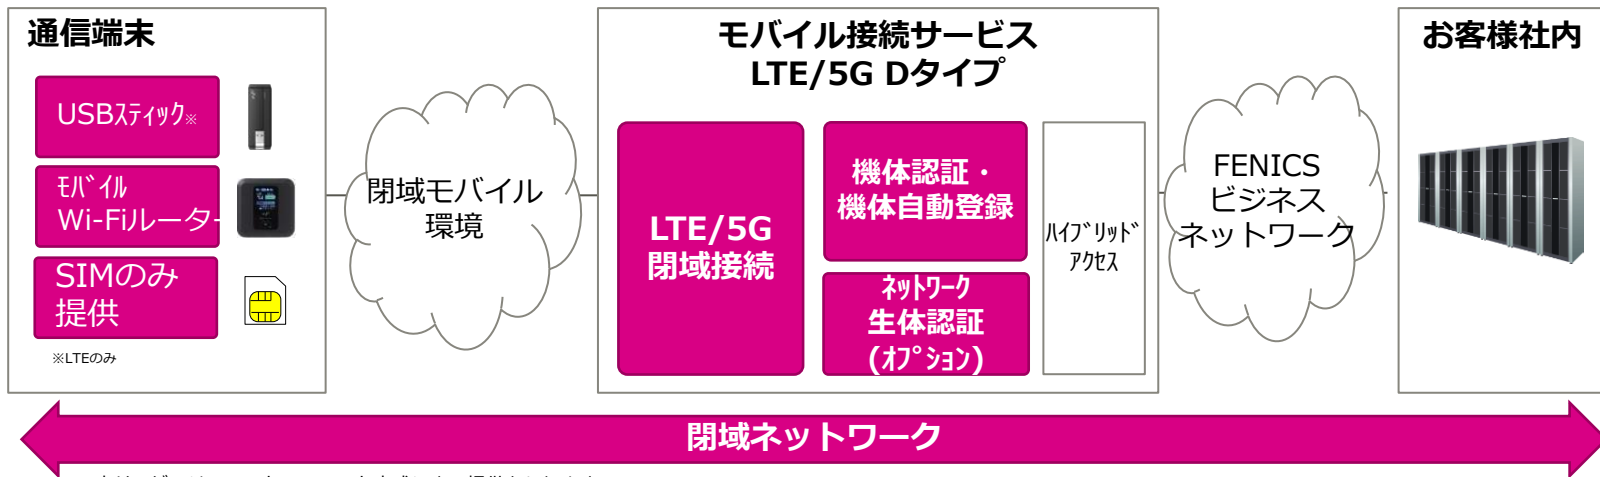 通信端末
USBｽﾃｨｯｸ※
ﾓﾊﾞｲﾙ
Wi-Fiルーター
SIMのみ
提供
※LTEのみ
閉域モバイル
環境
モバイル接続サービス
LTE/5G Dタイプ
LTE/5G
閉域接続
機体認証・
機体自動登録
ﾈｯﾄﾜｰｸ
生体認証
(ｵﾌﾟｼｮﾝ)
ﾊｲﾌﾞﾘｯﾄﾞ
ｱｸｾｽ
FENICS
ビジネス
ネットワーク
お客様社内
閉域ネットワーク